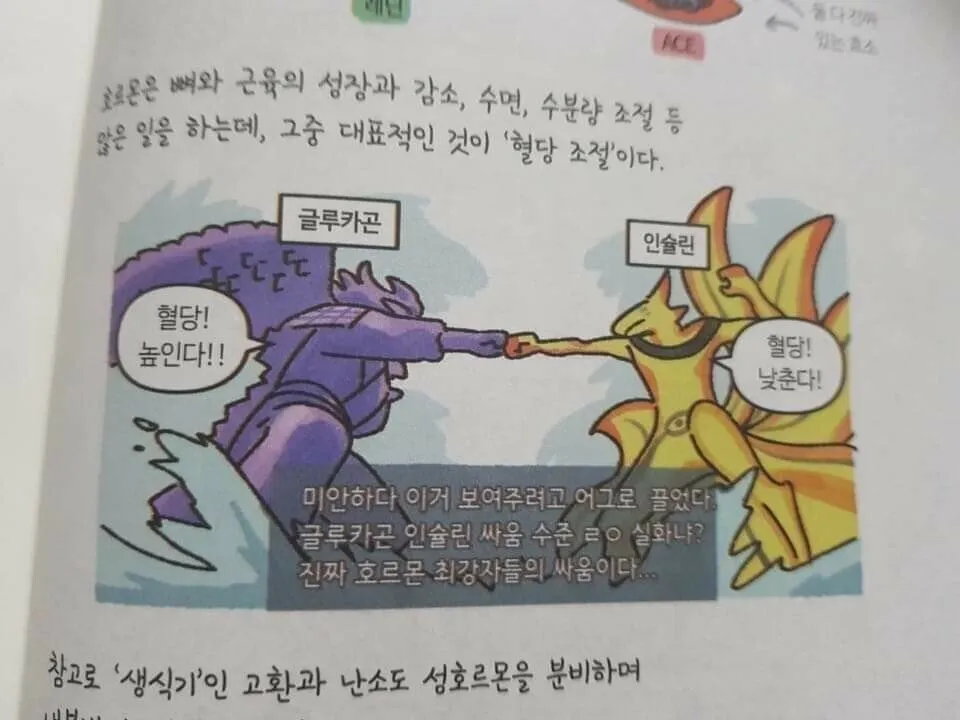 레닌
ACE
둘 다 진짜
있는 효소
호르몬은 뼈와 근육의 성장과 감소, 수면, 수분량 조절 등
많은 일을 하는데, 그중 대표적인 것이 '혈당 조절'이다.
글루카곤
인슐린
혈당!
높인다!!
혈당!
낮춘다!
미안하다 이거 보여주려고 어그로 끌었다.
글루카곤 인슐린 싸움 수준 ㄹㅇ 실화냐?
진짜 호르몬 최강자들의 싸움이다...
참고로 '생식기'인 고환과 난소도 성호르몬을 분비하며